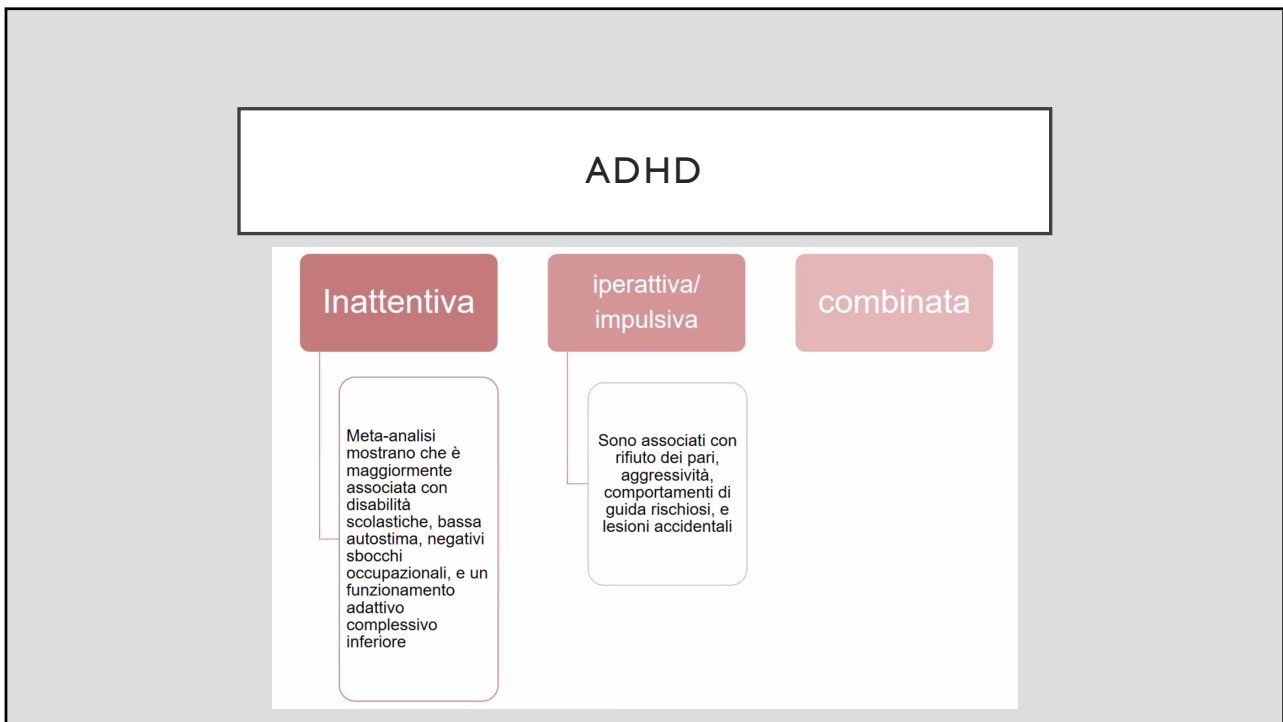 ADHD
Inattentiva
Meta-analisi
mostrano che è
maggiormente
associata con
disabilità
scolastiche, bassa
autostima, negativi
sbocchi
occupazionali, e un
funzionamento
adattivo
complessivo
inferiore
iperattiva/
impulsiva
Sono associati con
rifiuto dei pari,
aggressività,
comportamenti di
guida rischiosi, e
lesioni accidentali
combinata